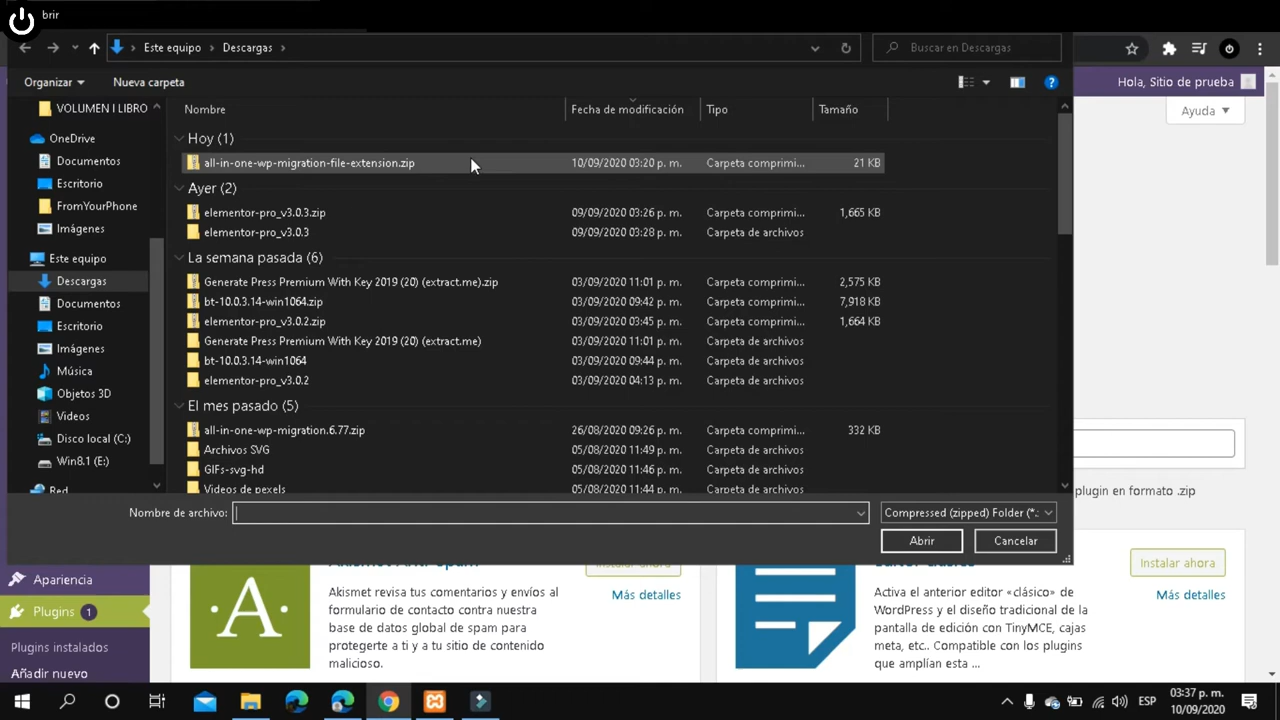 brir
Este equipo
Descargas
Buscar en Descargas
Organizar
Nueva carpeta
Hola, Sitio de prueba
Ayuda
VOLUMEN I LIBRO
OneDrive
Documentos
Escritorio
FromYourPhone
Imágenes
Este equipo
Descargas
Documentos
Escritorio
Imágenes
Música
Objetos 3D
Videos
Disco local (C:)
Win8.1 (E:)
Red
Nombre Fecha de modificación Tipo Tamaño
Hoy (1)
all-in-one-wp-migration-file-extension.zip 10/09/2020 03:20 p. m. Carpeta comprimi... 21 KB
Ayer (2)
elementor-pro_v3.0.3.zip 09/09/2020 03:26 p. m. Carpeta comprimi... 1,665 KB
elementor-pro_v3.0.3 09/09/2020 03:28 p. m. Carpeta de archivos
La semana pasada (6)
Generate Press Premium With Key 2019 (20) (extract.me).zip 03/09/2020 11:01 p. m. Carpeta comprimi... 2,575 KB
bt-10.0.3.14-win1064.zip 03/09/2020 09:42 p. m. Carpeta comprimi... 7,918 KB
elementor-pro_v3.0.2.zip 03/09/2020 03:45 p. m. Carpeta comprimi... 1,664 KB
Generate Press Premium With Key 2019 (20) (extract.me) 03/09/2020 11:01 p. m. Carpeta de archivos
bt-10.0.3.14-win1064 03/09/2020 09:44 p. m. Carpeta de archivos
elementor-pro_v3.0.2 03/09/2020 04:13 p. m. Carpeta de archivos
El mes pasado (5)
all-in-one-wp-migration.6.77.zip 26/08/2020 09:26 p. m. Carpeta comprimi... 332 KB
Archivos SVG 05/08/2020 11:49 p. m. Carpeta de archivos
GIFs-svg-hd 05/08/2020 11:46 p. m. Carpeta de archivos
Videos de pexels 05/08/2020 11:44 p. m. Carpeta de archivos
plugin en formato .zip
Nombre de archivo:
Compressed (zipped) Folder (*.:
Abrir
Cancelar
Apariencia
Plugins 1
Plugins instalados
Añadir nuevo
A
Instalar ahora
Más detalles
Akismet revisa tus comentarios y envíos al
formulario de contacto contra nuestra
base de datos global de spam para
protegerte a ti y a tu sitio de contenido
malicioso.
Instalar ahora
Más detalles
Activa el anterior editor «clásico» de
WordPress y el diseño tradicional de la
pantalla de edición con TinyMCE, cajas
meta, etc.. Compatible con los plugins
que amplían esta ...
ESP
03:37 p. m.
10/09/2020